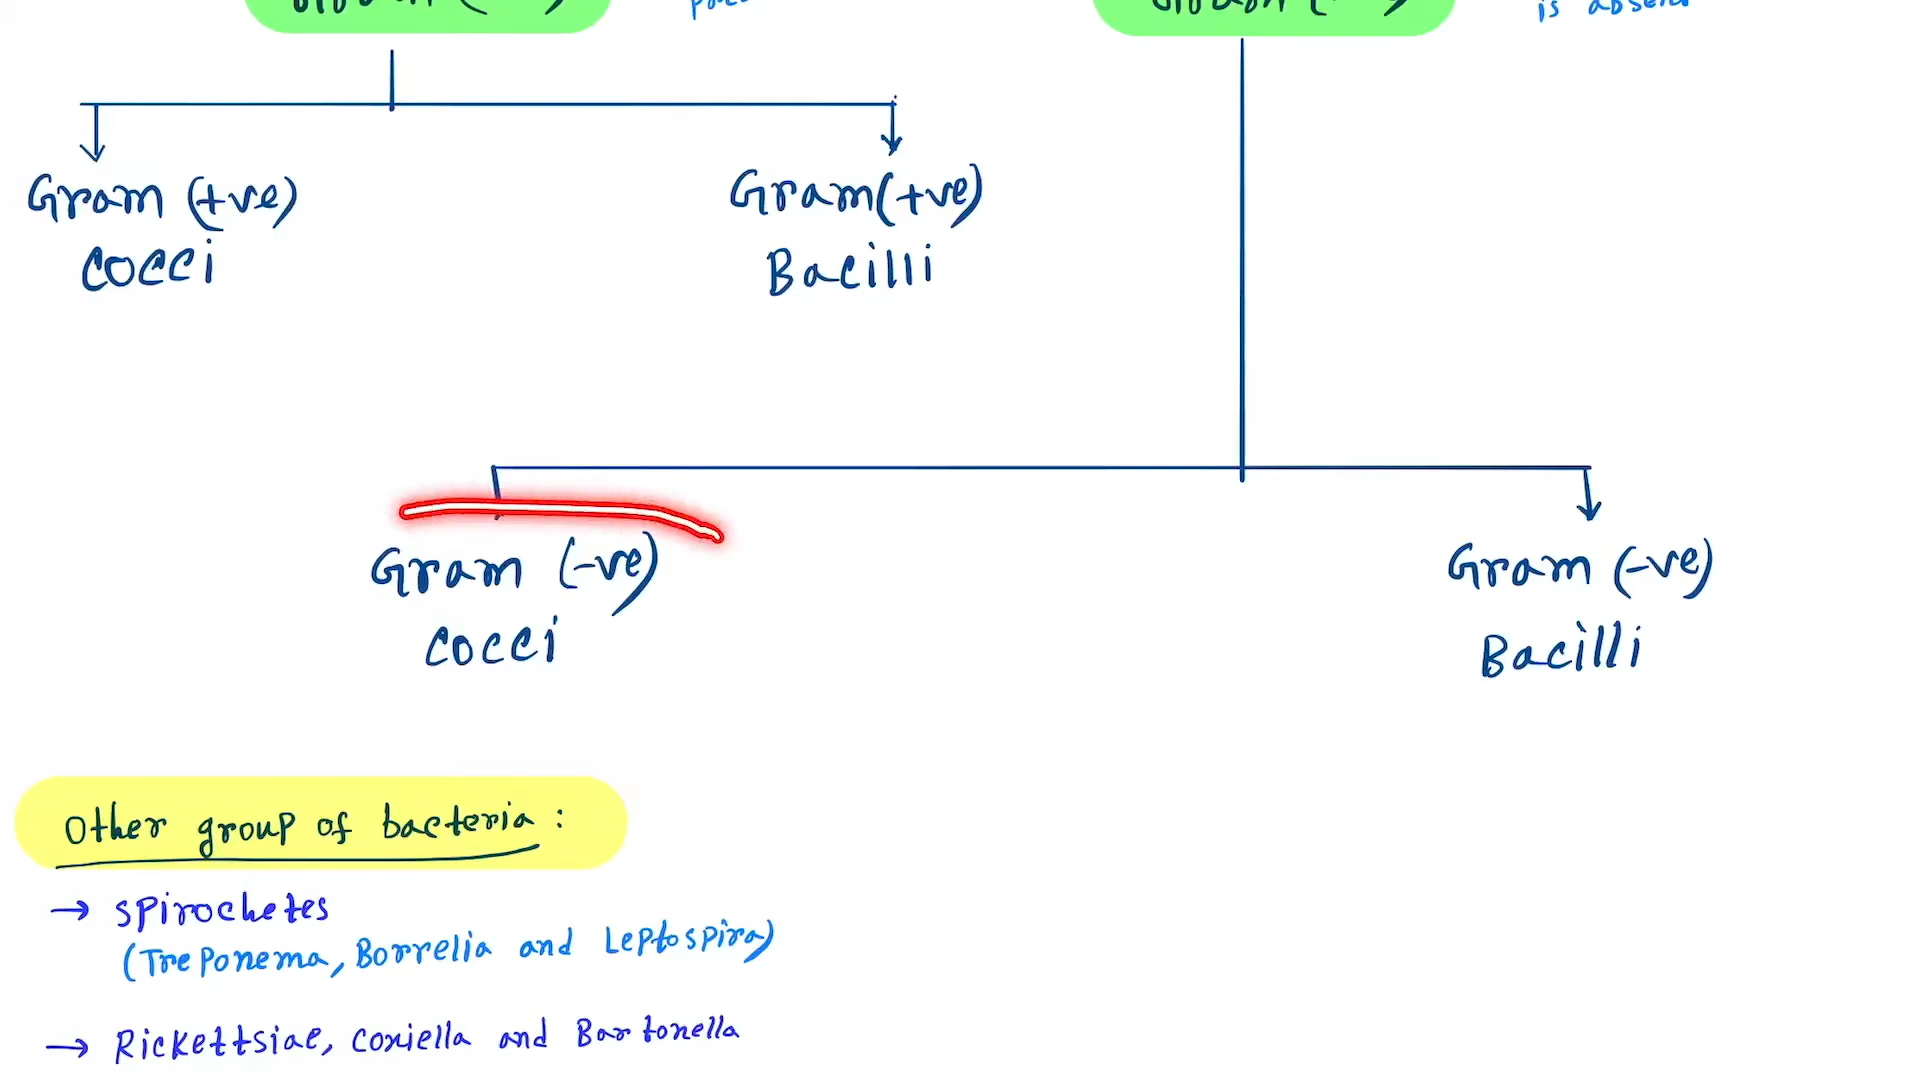 is
Gram (+ve)
cocci
Gram(+ve)
Bacilli
Gram (-ve)
cocci
Gram (-ve)
Bacilli
Other group of bacteria :
→ spirochetes
(Treponema, Borrelia and Leptospira)
→ Rickettsiae, coxiella and Bartonella